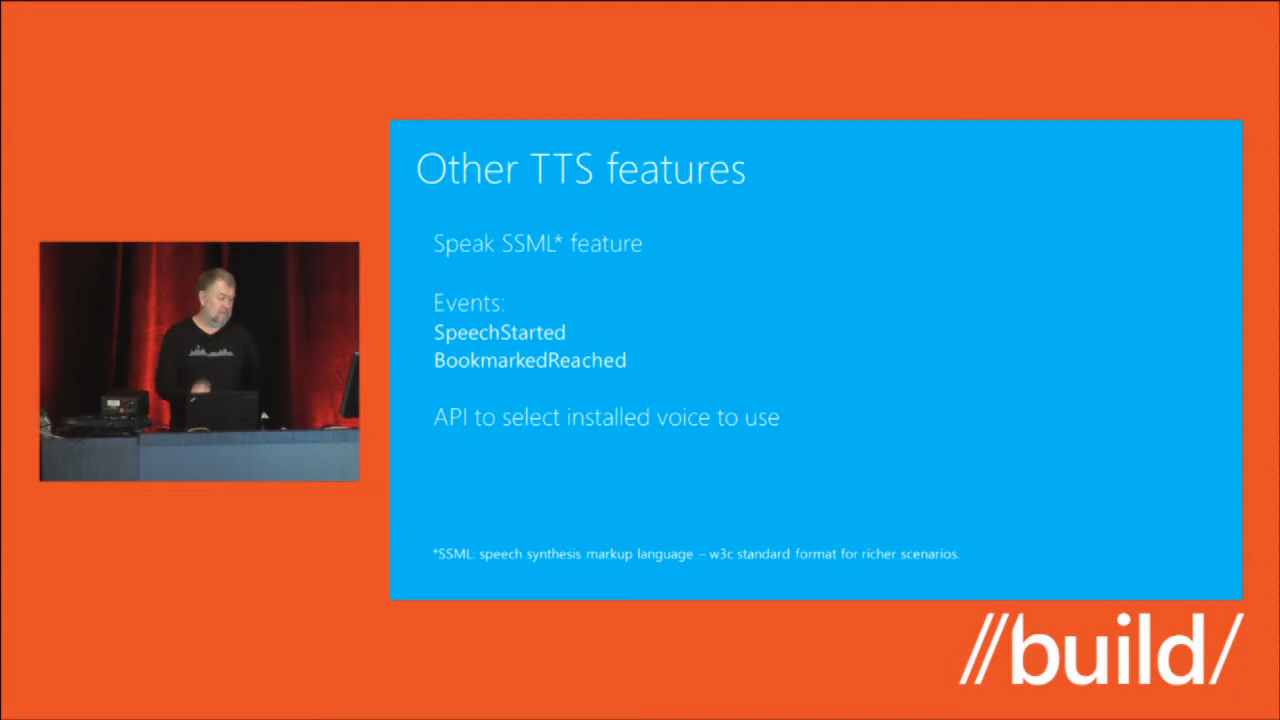 Other TTS features
Speak SSML* feature
Events:
SpeechStarted
BookmarkedReached
API to select installed voice to use
*SSML: speech synthesis markup language – w3c standard format for richer scenarios.
//build/